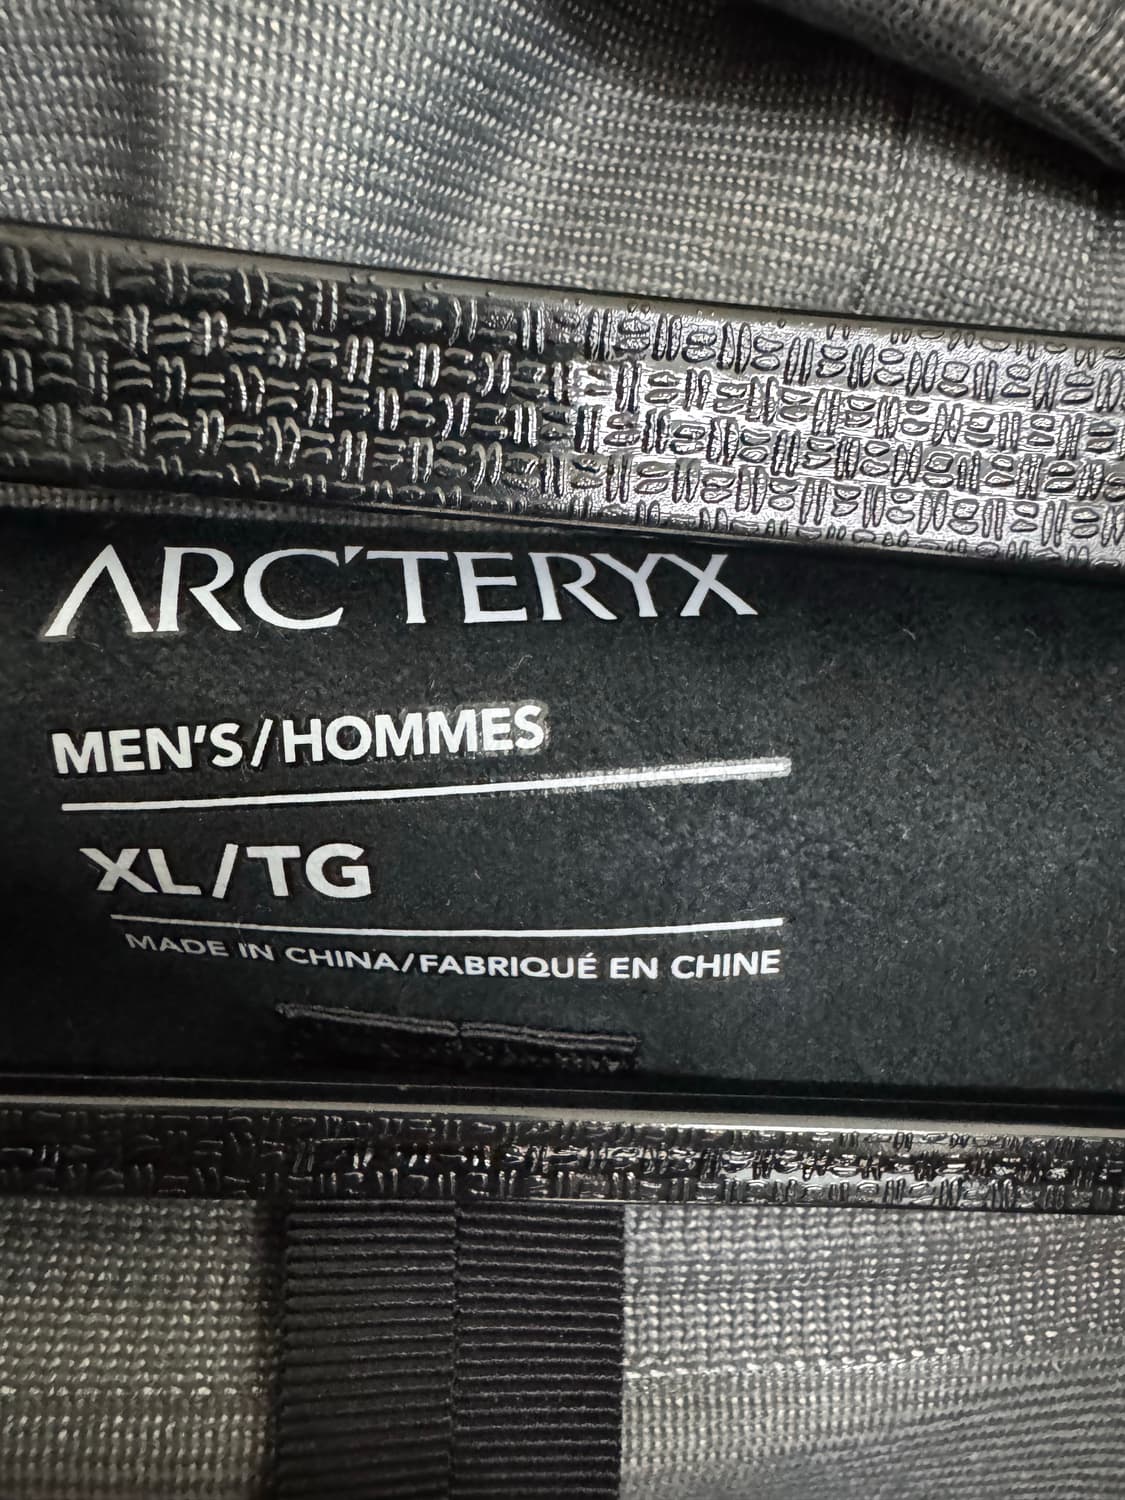 ARC'TERYX
MEN'S/HOMMES
XL/TG
MADE IN CHINA/FABRIQUÉ EN CHINE